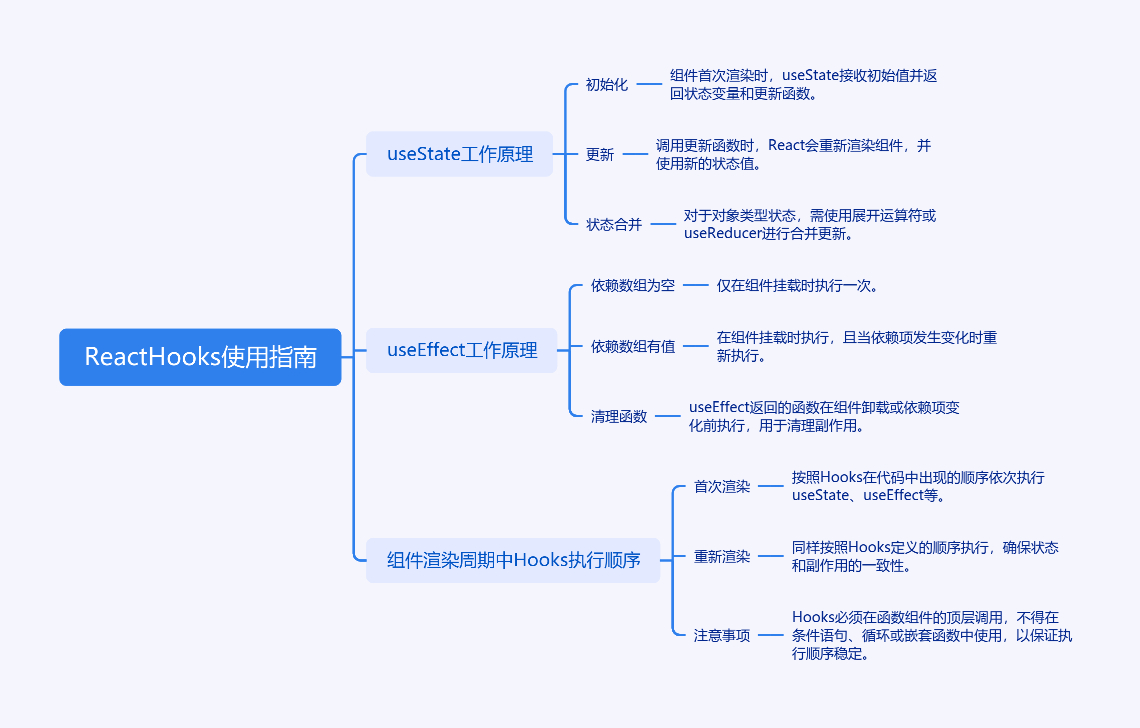 ReactHooks使用指南
useState工作原理
初始化
组件首次渲染时，useState接收初始值并返
回状态变量和更新函数。
更新
调用更新函数时，React会重新渲染组件，并
使用新的状态值。
状态合并
对于对象类型状态，需使用展开运算符或
useReducer进行合并更新。
useEffect工作原理
依赖数组为空
仅在组件挂载时执行一次。
依赖数组有值
在组件挂载时执行，且当依赖项发生变化时重
新执行。
清理函数
useEffect返回的函数在组件卸载或依赖项变
化前执行，用于清理副作用。
组件渲染周期中Hooks执行顺序
首次渲染
按照Hooks在代码中出现的顺序依次执行
useState、useEffect等。
重新渲染
同样按照Hooks定义的顺序执行，确保状态
和副作用的一致性。
注意事项
Hooks必须在函数组件的顶层调用，不得在
条件语句、循环或嵌套函数中使用，以保证执
行顺序稳定。